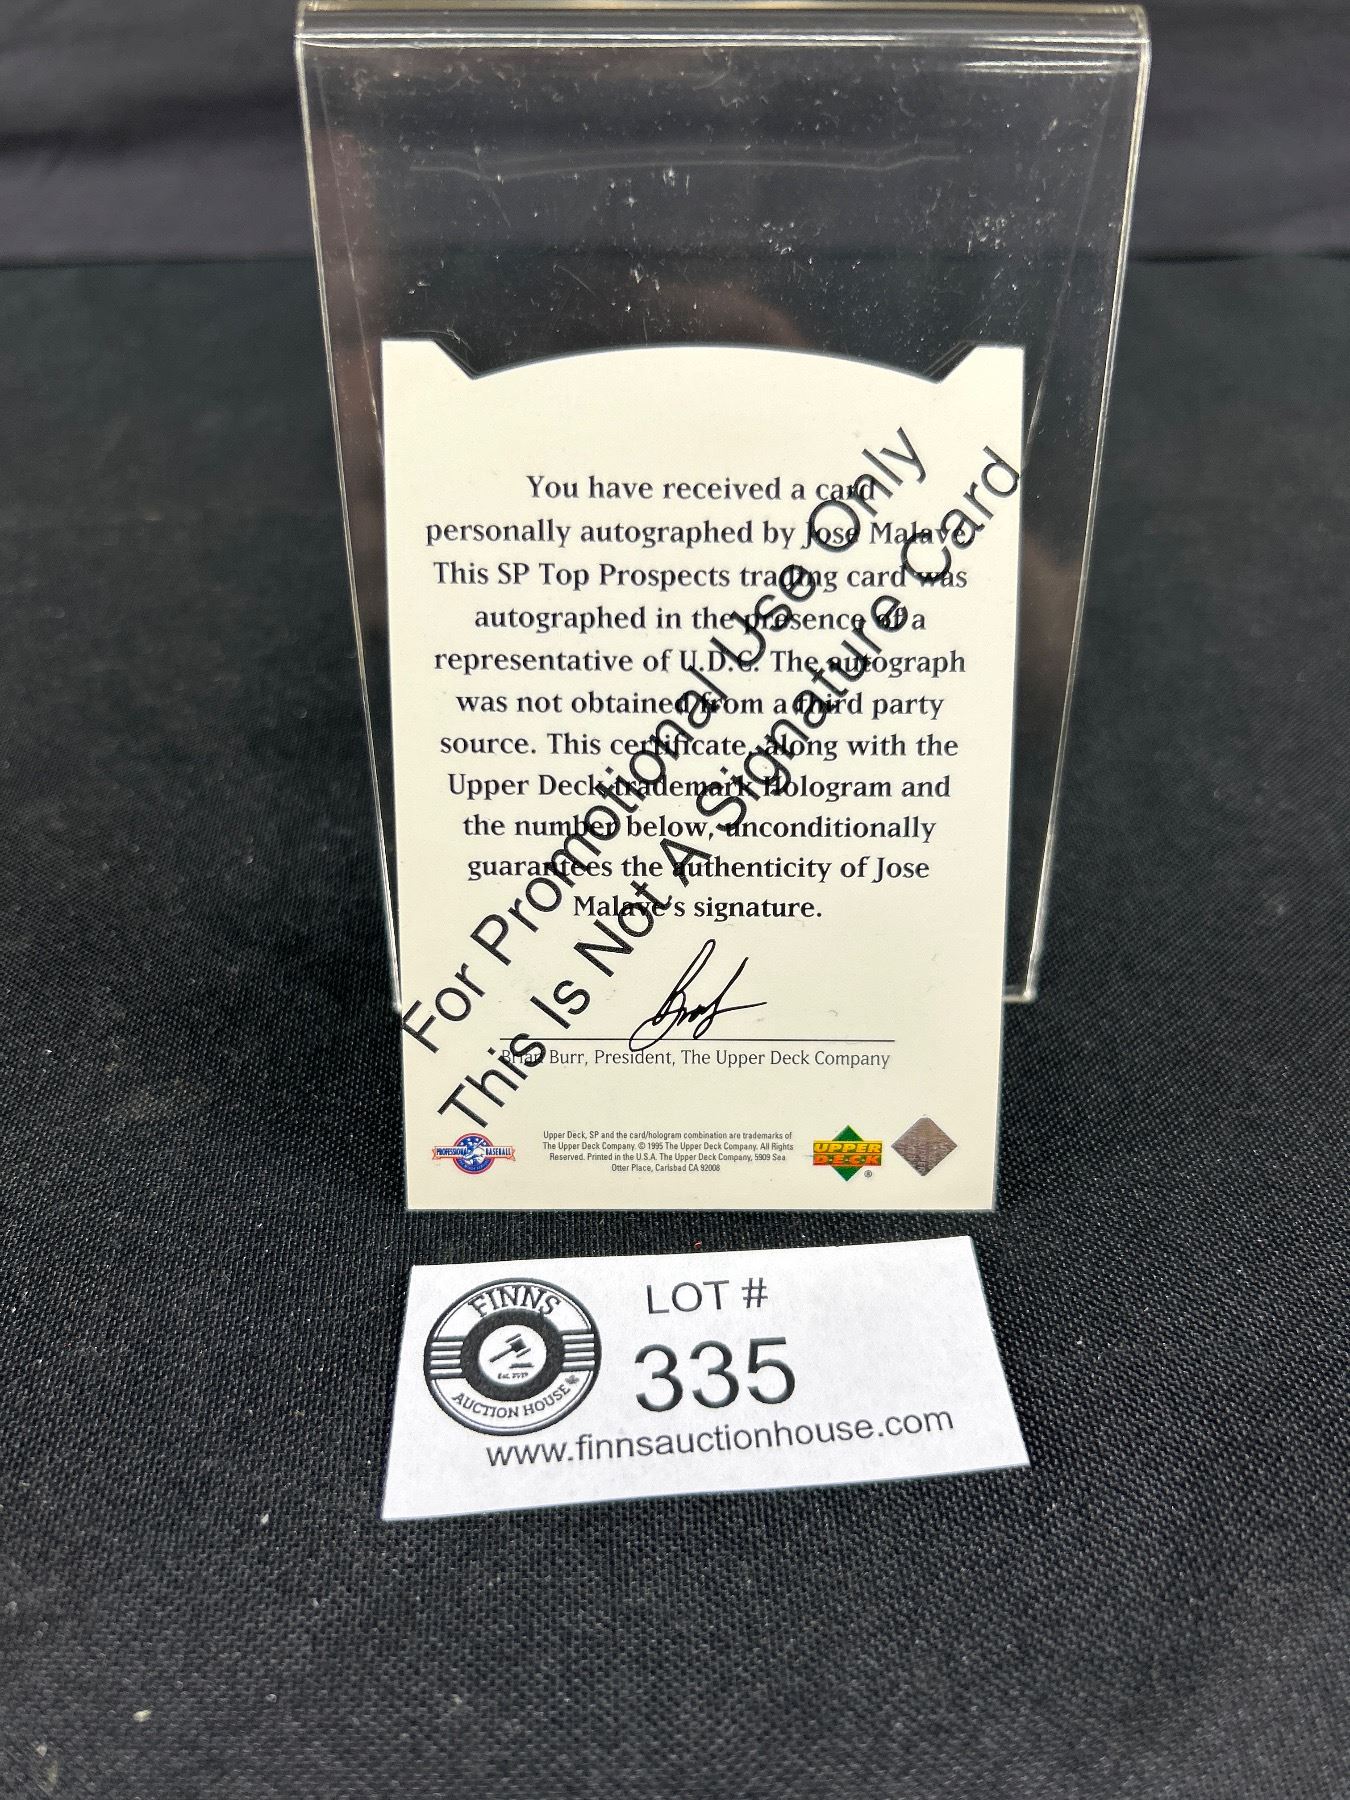 You have received a card
personally autographed by Jose Malave.
This SP Top Prospects trading card was
autographed in the presence of a
representative of U.D.C. The autograph
was not obtained from a third party
source. This certificate, along with the
Upper Deck trademark Hologram and
the number below, unconditionally
guarantees the authenticity of Jose
Malave's signature.
For Promotional Use Only
This Is Not A Signature Card
Brian Burr, President, The Upper Deck Company
PROFESSIONAL BASEBALL
Upper Deck, SP and the card/hologram combination are trademarks of
The Upper Deck Company. © 1995 The Upper Deck Company. All Rights
Reserved. Printed in the U.S.A. The Upper Deck Company, 5909 Sea
Otter Place, Carlsbad CA 92008
UPPER
DECK
®
FINNS
AUCTION HOUSE
LOT #
335
www.finnsauctionhouse.com